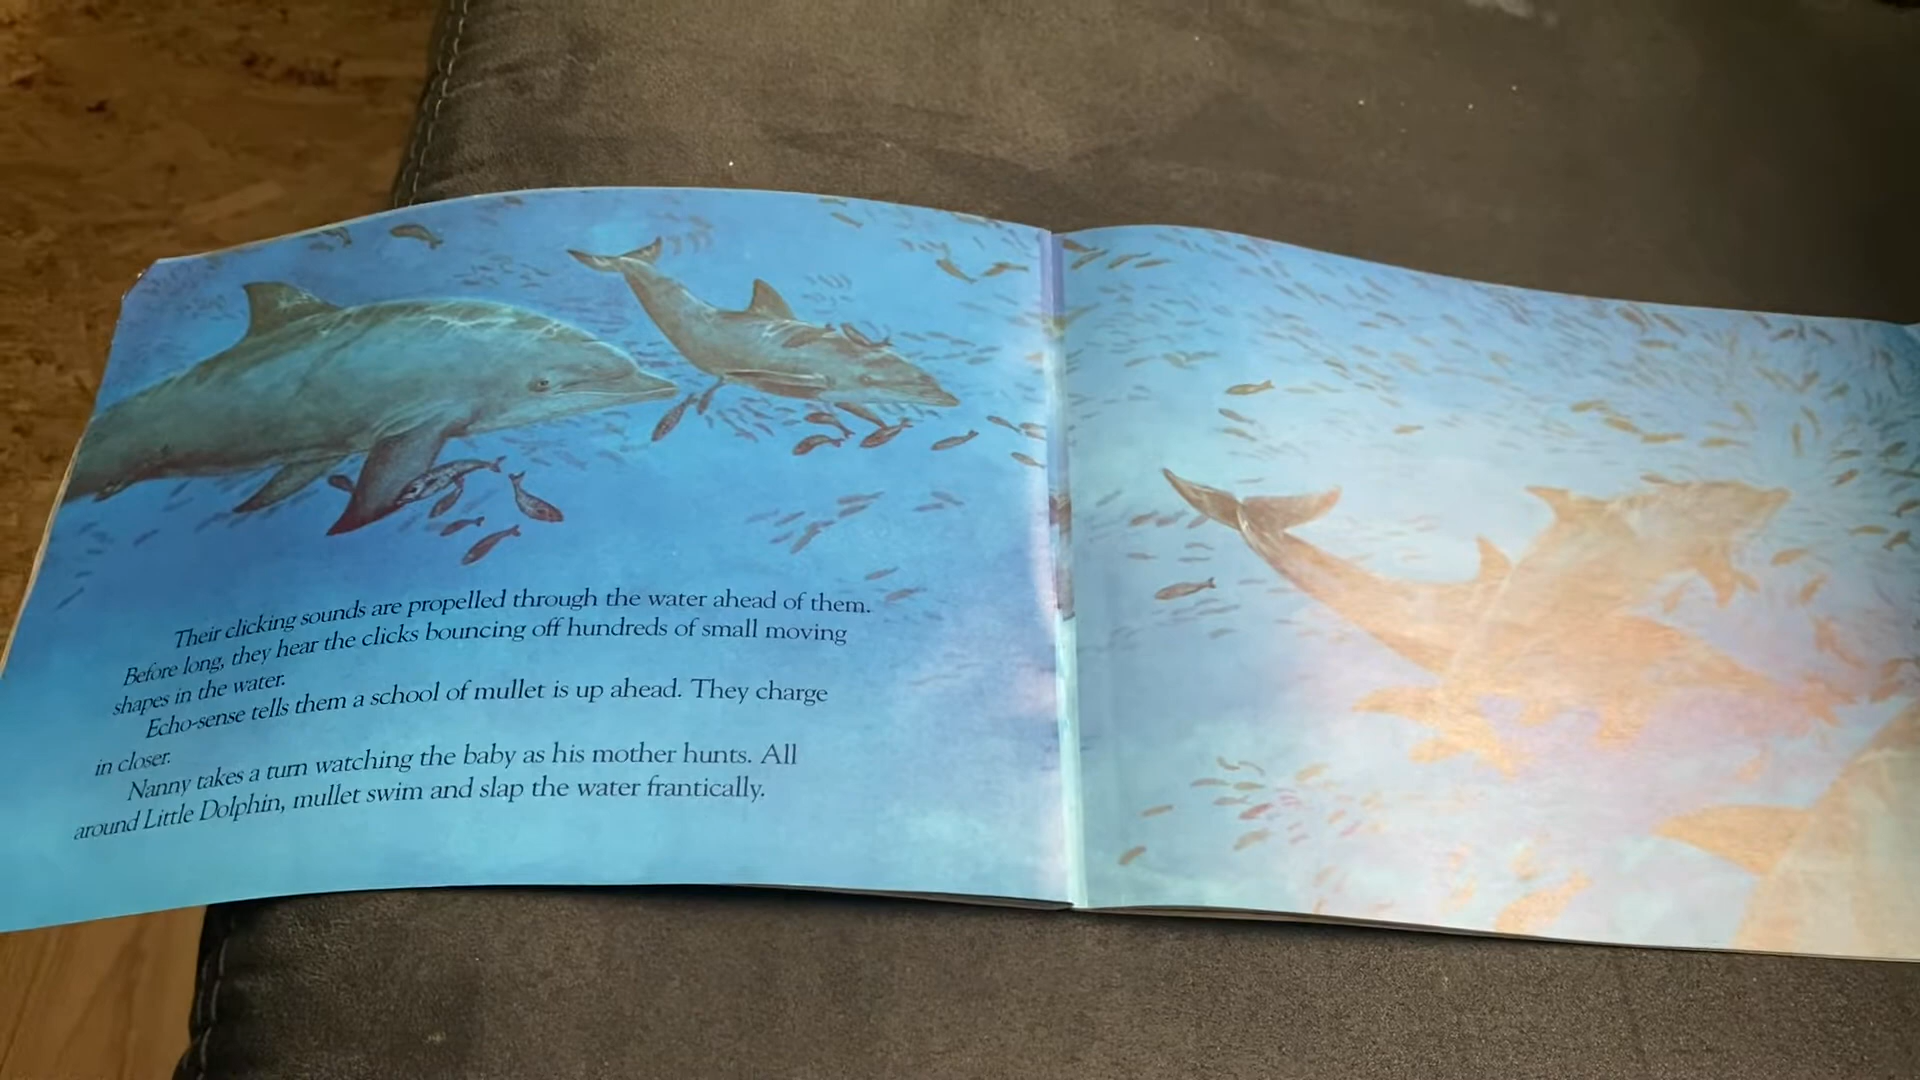 Their clicking sounds are propelled through the water ahead of them.
Before long, they hear the clicks bouncing off hundreds of small moving
shapes in the water.
Echo-sense tells them a school of mullet is up ahead. They charge
in closer.
Nanny takes a turn watching the baby as his mother hunts. All
around Little Dolphin, mullet swim and slap the water frantically.